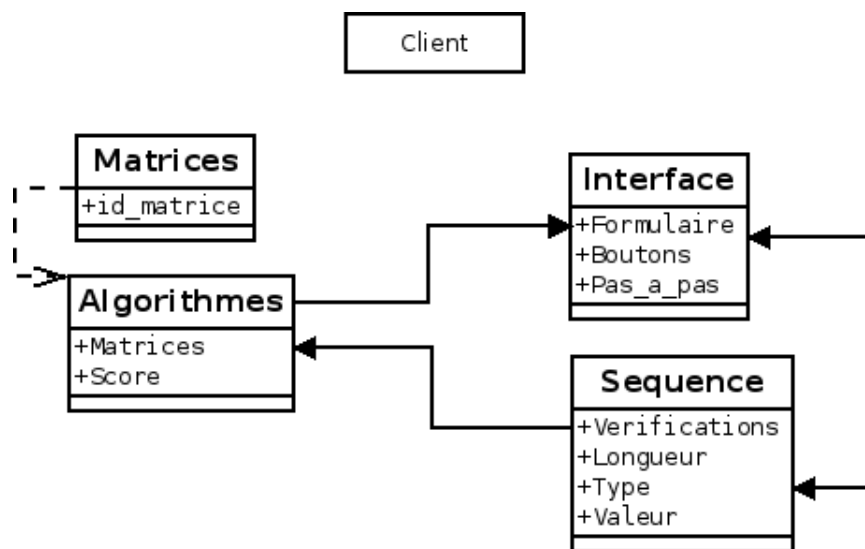 Client
Matrices
+id_matrice
Interface
+Formulaire
+Boutons
+Pas_a_pas
Algorithmes
+Matrices
+Score
Sequence
+Verifications
+Longueur
+Type
+Valeur